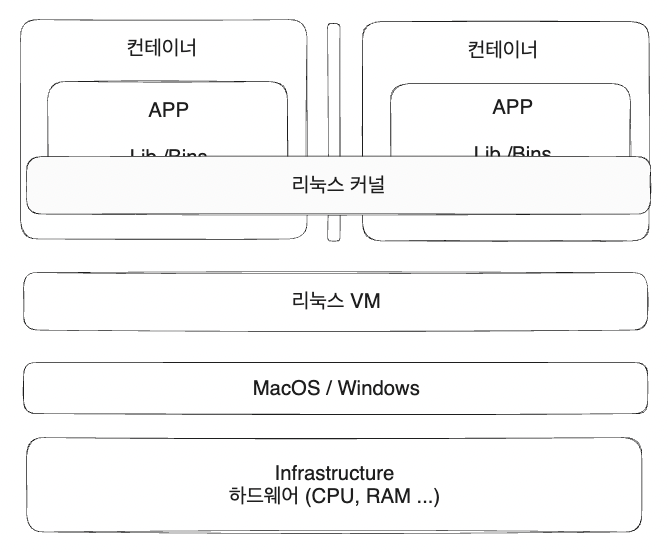 컨테이너
컨테이너
APP
APP
Lib /Bins
Lib /Bins
리눅스 커널
리눅스 VM
MacOS / Windows
Infrastructure
하드웨어 (CPU, RAM ...)